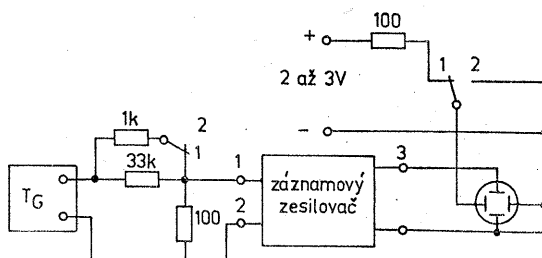 100
+
1 2
2 až 3V
1k
2
1
-
33k
1
3
TG
100
2
záznamový
zesilovač